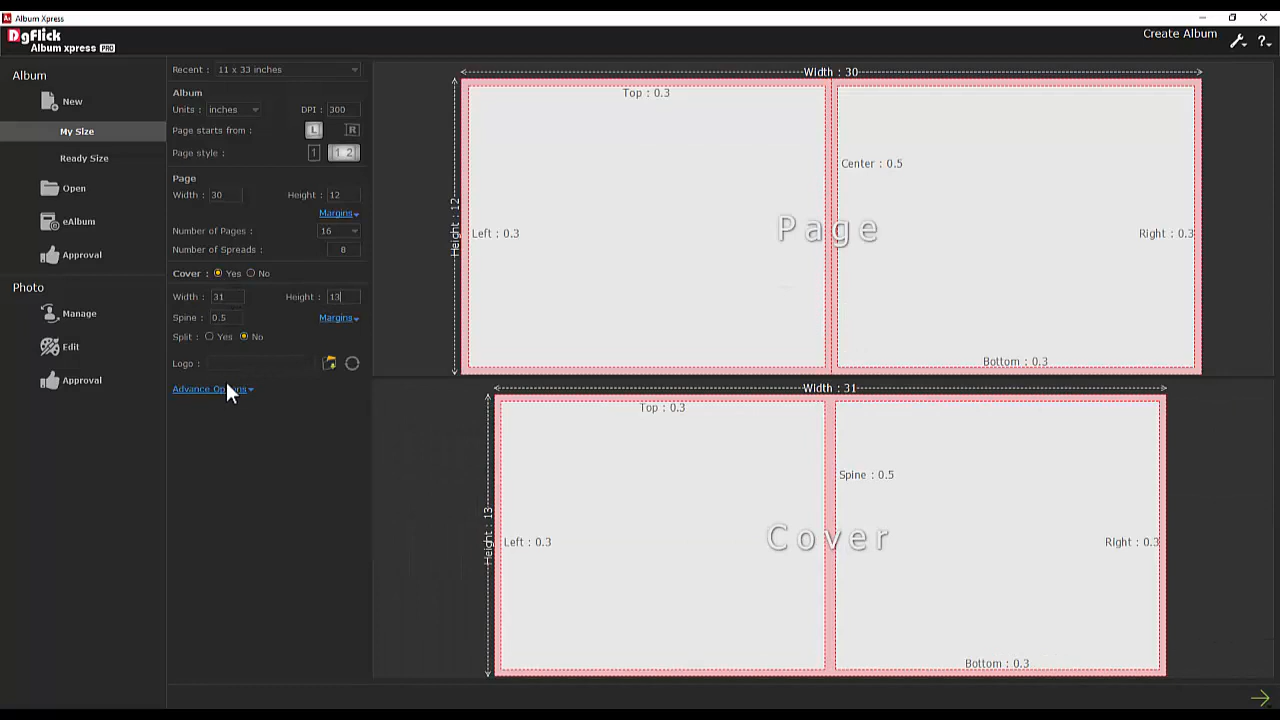 Album Xpress
DgFlick
Album xpress PRO
Create Album
?
Album
New
My Size
Ready Size
Open
eAlbum
Approval
Photo
Manage
Edit
Approval
Recent : 11 x 33 inches
Album
Units : inches DPI : 300
Page starts from : L R
Page style : 1 1 2
Page
Width : 30 Height : 12
Margins
Number of Pages : 16
Number of Spreads : 8
Cover : Yes No
Width : 31 Height : 13
Spine : 0.5 Margins
Split : Yes No
Logo :
Advance Options
Width : 30
Top : 0.3
Center : 0.5
Height : 12
Page
Left : 0.3
Right : 0.3
Bottom : 0.3
Width : 31
Top : 0.3
Spine : 0.5
Height : 13
Cover
Left : 0.3
Right : 0.3
Bottom : 0.3